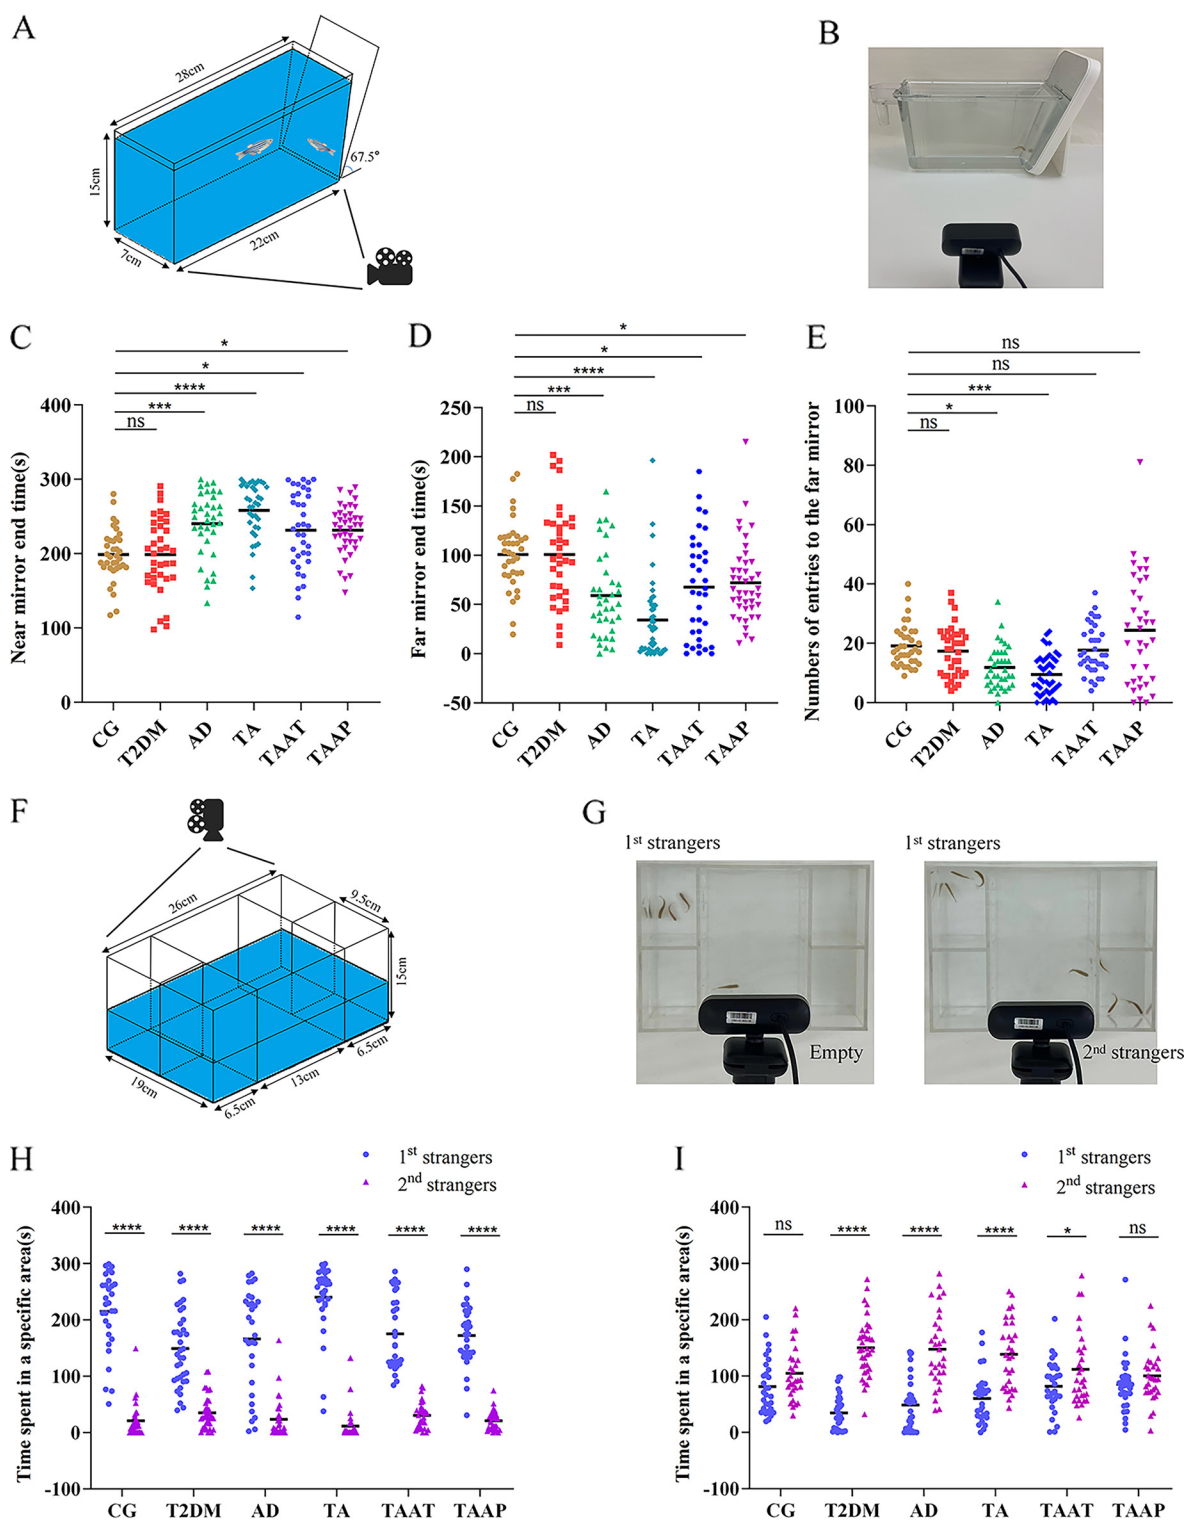 A
28cm
15cm
7cm
22cm
67.5°
B
C
*
*
****
***
ns
Near mirror end time(s)
400
300
200
100
0
CG
T2DM
AD
TA
TAAT
TAAP
D
*
*
****
***
ns
Far mirror end time(s)
250
200
150
100
50
0
-50
CG
T2DM
AD
TA
TAAT
TAAP
E
ns
ns
***
*
ns
Numbers of entries to the far mirror
100
80
60
40
20
0
CG
T2DM
AD
TA
TAAT
TAAP
F
26cm
9.5cm
15cm
19cm
6.5cm
13cm
6.5cm
G
1st strangers
Empty
1st strangers
2nd strangers
H
1st strangers
2nd strangers
**** **** **** **** **** ****
Time spent in a specific area(s)
400
300
200
100
0
-100
CG T2DM AD TA TAAT TAAP
I
1st strangers
2nd strangers
ns **** **** **** * ns
Time spent in a specific area(s)
400
300
200
100
0
-100
CG T2DM AD TA TAAT TAAP